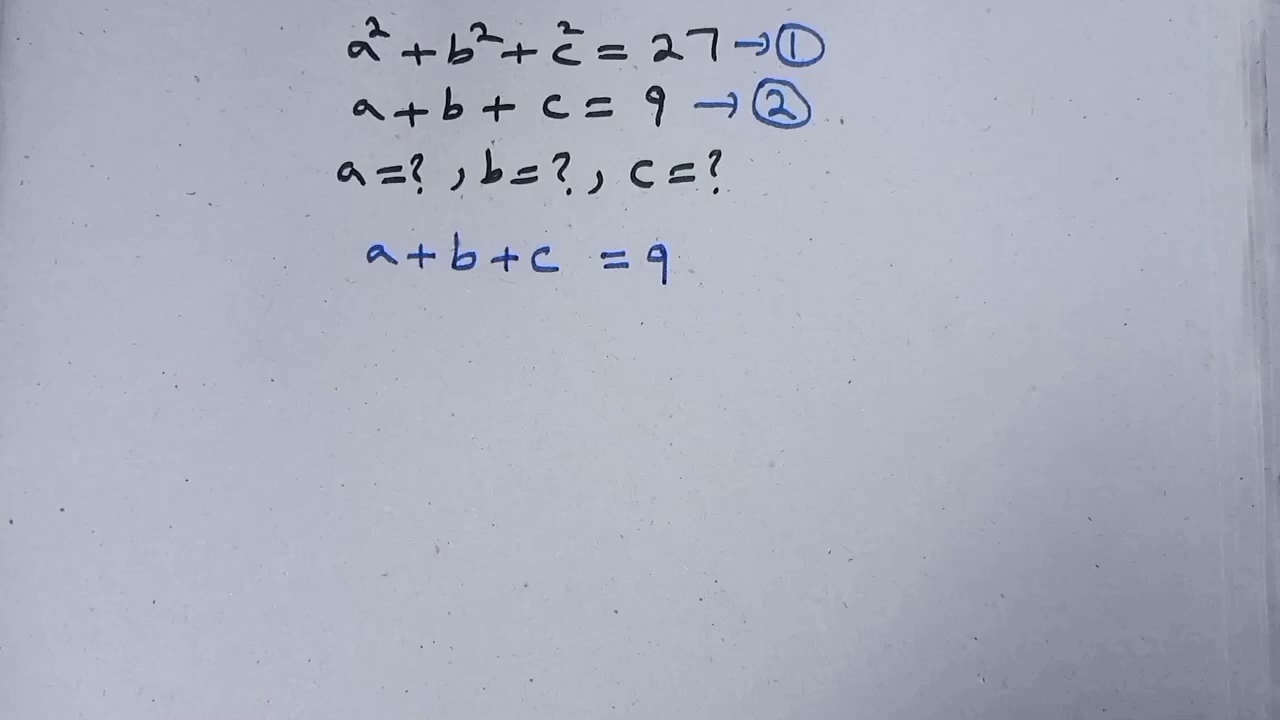 a² + b² + c² = 27 → ①
a + b + c = 9 → ②
a = ? , b = ? , c = ?
a + b + c = 9